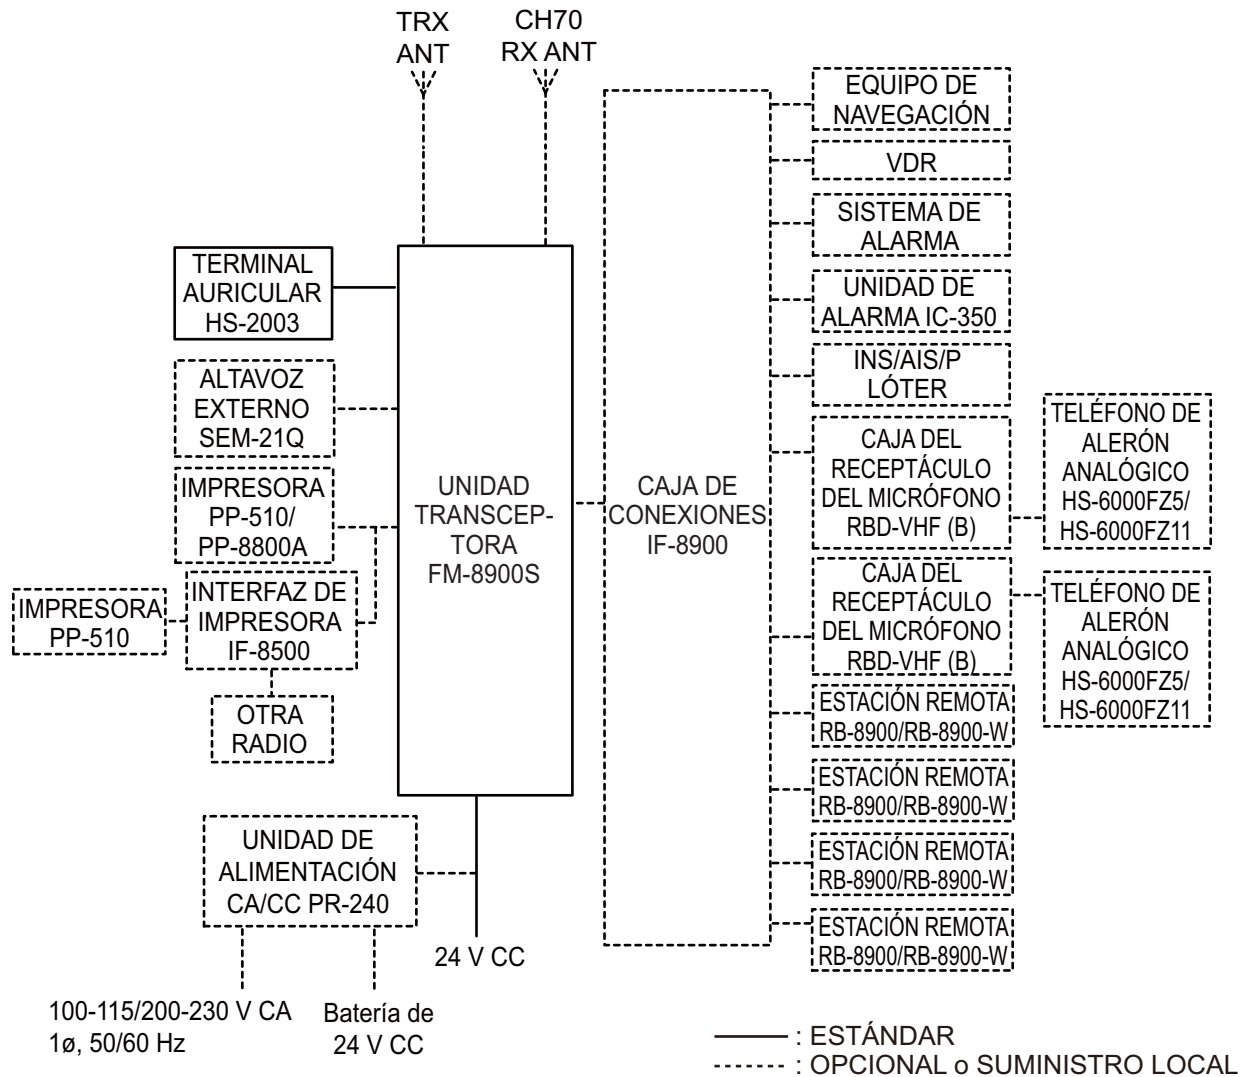 TRX
ANT
CH70
RX ANT
EQUIPO DE
NAVEGACIÓN
VDR
SISTEMA DE
ALARMA
UNIDAD DE
ALARMA IC-350
INS/AIS/P
LÓTER
TERMINAL
AURICULAR
HS-2003
ALTAVOZ
EXTERNO
SEM-21Q
IMPRESORA
PP-510/
PP-8800A
INTERFAZ DE
IMPRESORA
IF-8500
IMPRESORA
PP-510
OTRA
RADIO
UNIDAD
TRANSCEP-
TORA
FM-8900S
CAJA DE
CONEXIONES
IF-8900
CAJA DEL
RECEPTÁCULO
DEL MICRÓFONO
RBD-VHF (B)
TELÉFONO DE
ALERÓN
ANALÓGICO
HS-6000FZ5/
HS-6000FZ11
CAJA DEL
RECEPTÁCULO
DEL MICRÓFONO
RBD-VHF (B)
TELÉFONO DE
ALERÓN
ANALÓGICO
HS-6000FZ5/
HS-6000FZ11
ESTACIÓN REMOTA
RB-8900/RB-8900-W
ESTACIÓN REMOTA
RB-8900/RB-8900-W
ESTACIÓN REMOTA
RB-8900/RB-8900-W
ESTACIÓN REMOTA
RB-8900/RB-8900-W
UNIDAD DE
ALIMENTACIÓN
CA/CC PR-240
24 V CC
100-115/200-230 V CA
1ø, 50/60 Hz
Batería de
24 V CC
: ESTÁNDAR
: OPCIONAL o SUMINISTRO LOCAL